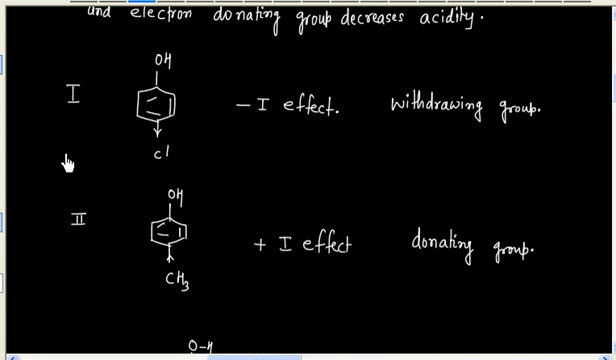 and electron donating group decreases acidity.
OH
I - I effect. withdrawing group.
Cl
OH
II + I effect donating group.
CH3
O-H